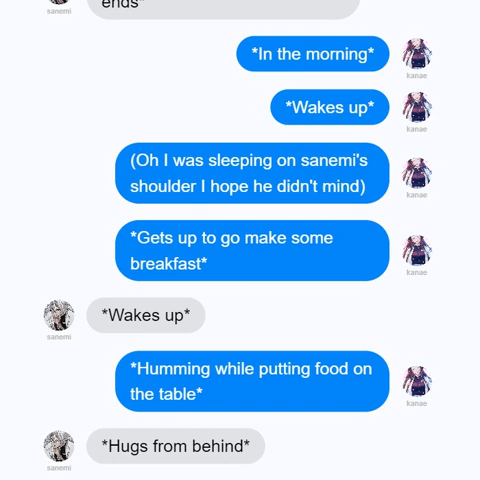 ends*
sanemi
*In the morning*
kanae
*Wakes up*
kanae
(Oh I was sleeping on sanemi's
shoulder I hope he didn't mind)
kanae
*Gets up to go make some
breakfast*
kanae
*Wakes up*
sanemi
*Humming while putting food on
the table*
kanae
*Hugs from behind*
sanemi